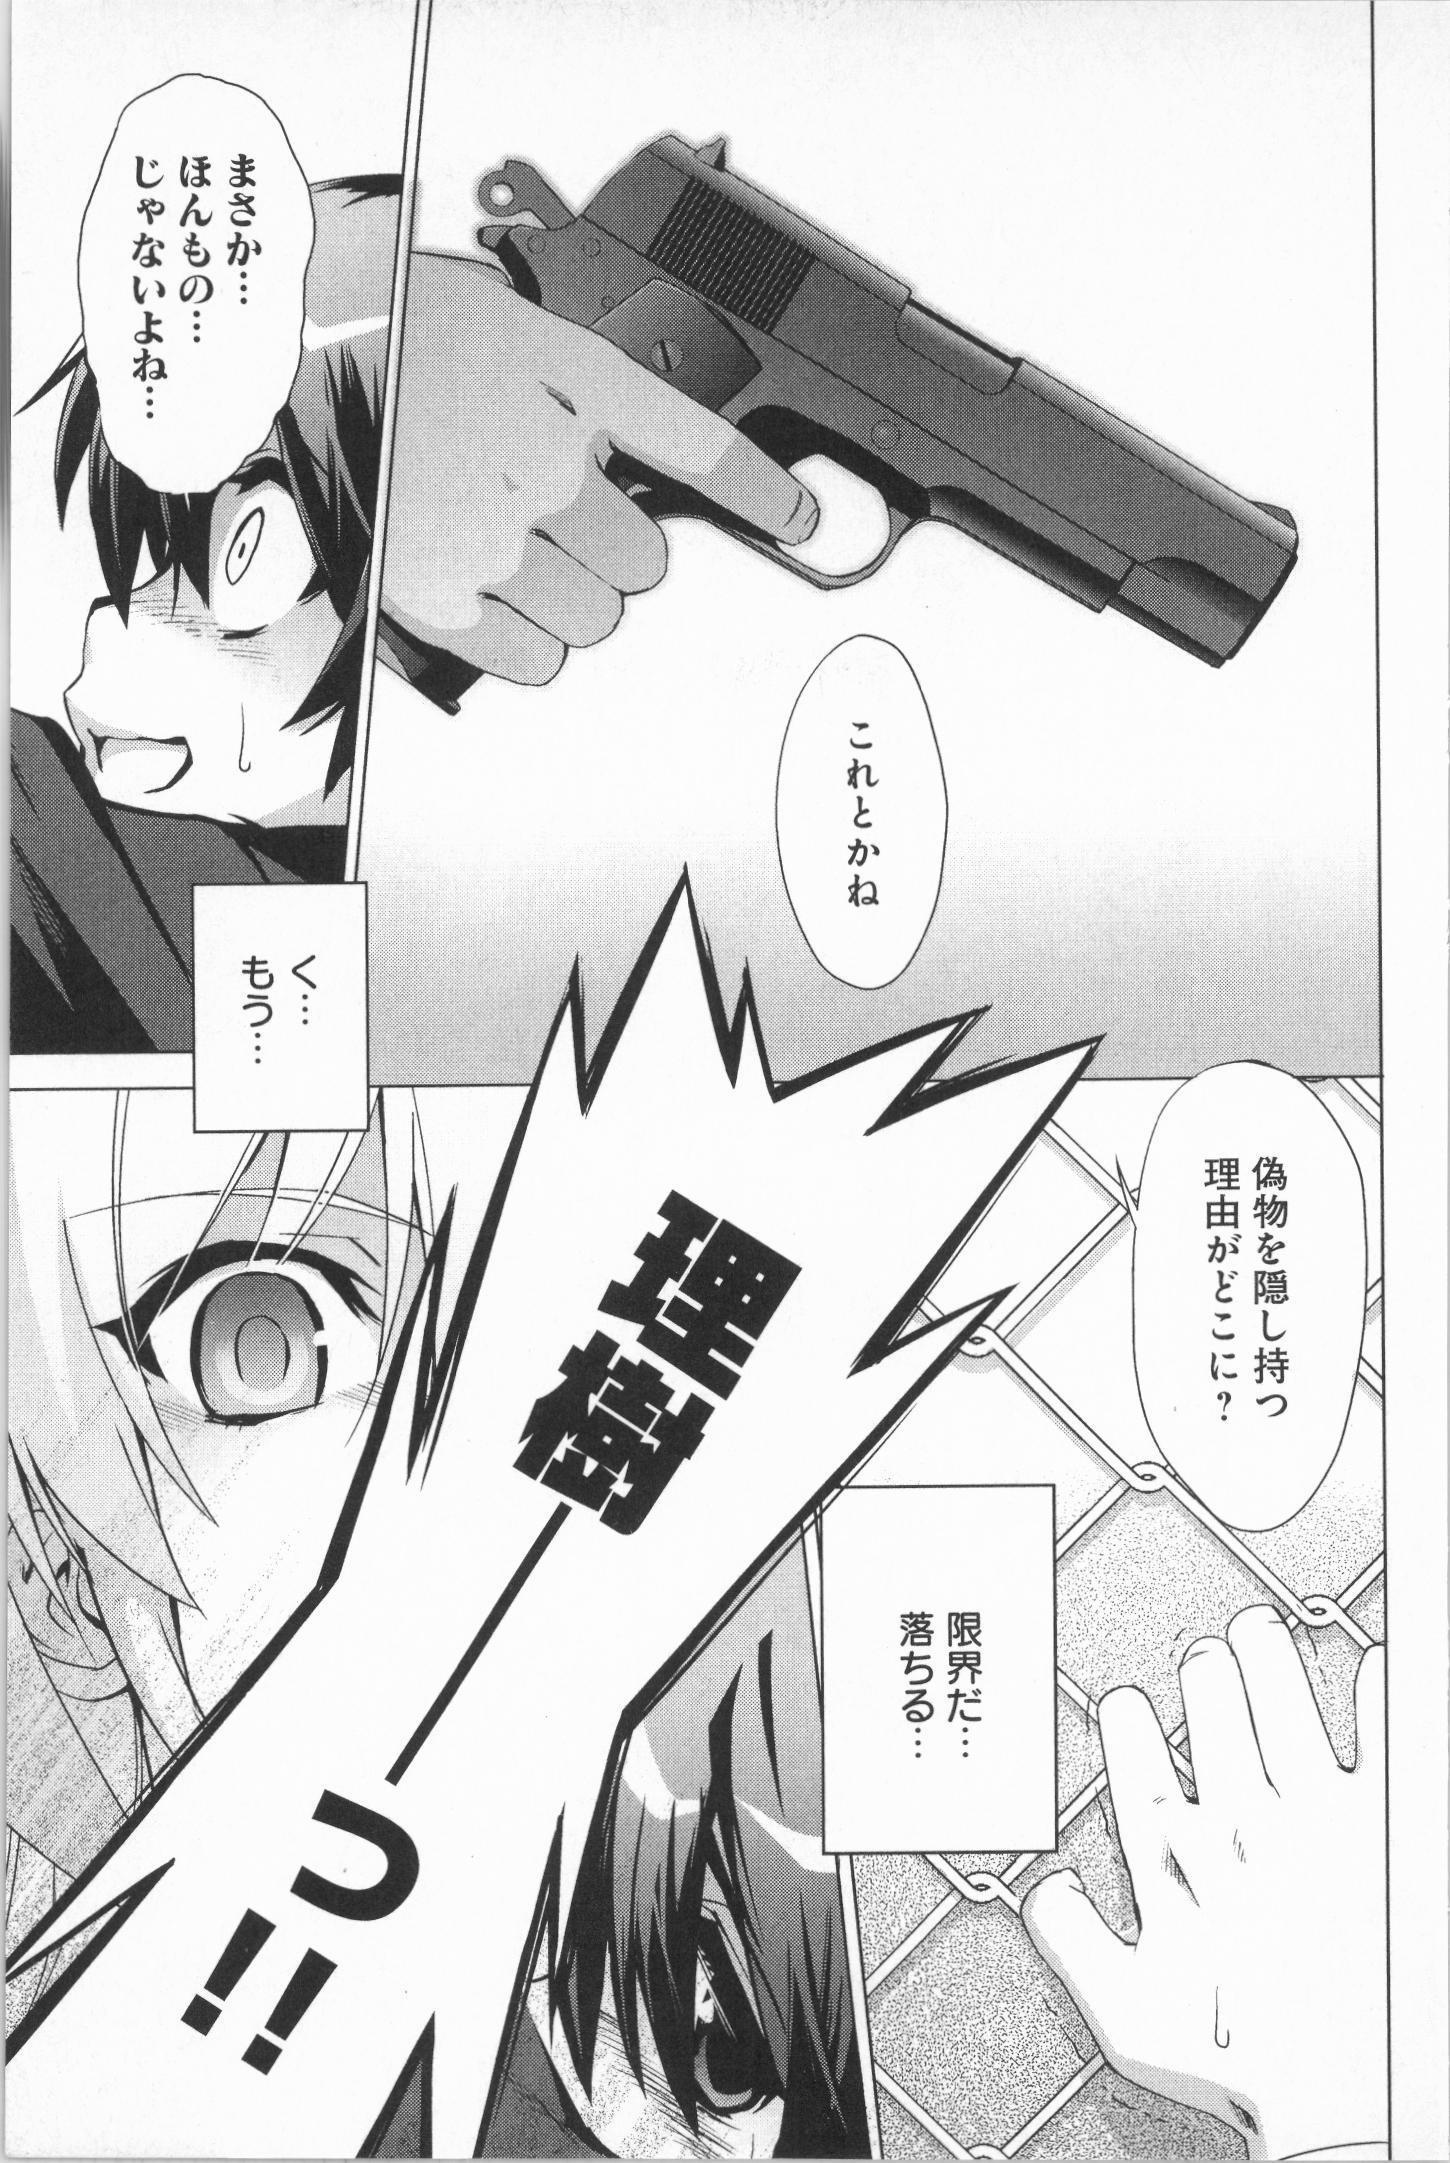 これとかね
まさか…
ほんもの…
じゃないよね…
偽物を隠し持つ
理由がどこに?
く…
もう…
限界だ…
落ちる…
理樹ーっ!!